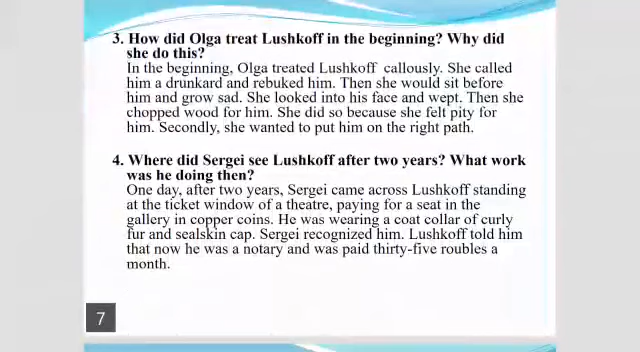 3. How did Olga treat Lushkoff in the beginning? Why did
she do this?
In the beginning, Olga treated Lushkoff callously. She called
him a drunkard and rebuked him. Then she would sit before
him and grow sad. She looked into his face and wept. Then she
chopped wood for him. She did so because she felt pity for
him. Secondly, she wanted to put him on the right path.
4. Where did Sergei see Lushkoff after two years? What work
was he doing then?
One day, after two years, Sergei came across Lushkoff standing
at the ticket window of a theatre, paying for a seat in the
gallery in copper coins. He was wearing a coat collar of curly
fur and sealskin cap. Sergei recognized him. Lushkoff told him
that now he was a notary and was paid thirty-five roubles a
month.
7